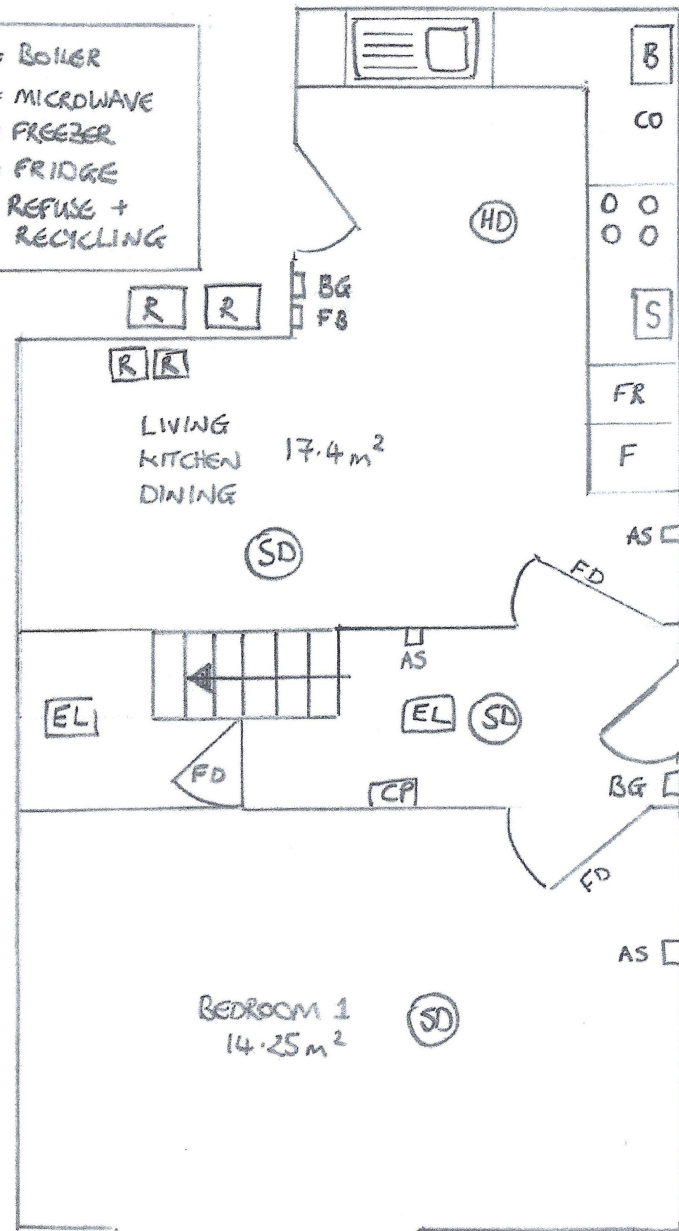 = BOILER
= MICROWAVE
= FREEZER
= FRIDGE
REFUSE +
RECYCLING
B
CO
HD
BG
FB
R R
R R
S
FR
F
LIVING
KITCHEN 17.4m²
DINING
SD
AS
FD
AS
EL
EL
SD
FD
CP
BG
FD
AS
BEDROOM 1
14.25m²
SD